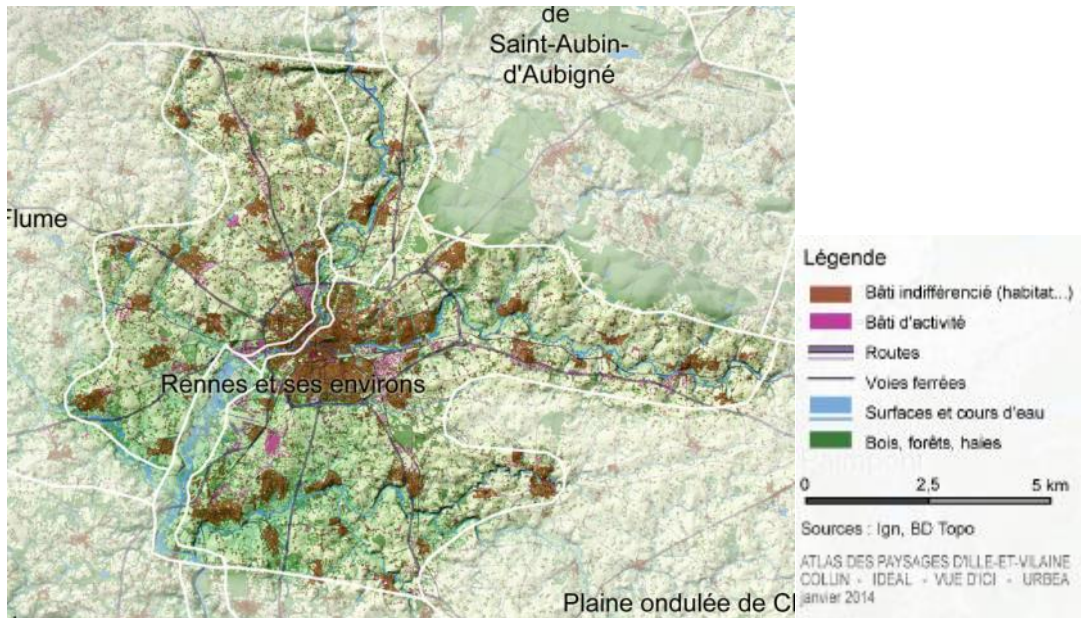 de
Saint-Aubin-
d'Aubigné
Flume
Rennes et ses environs
Plaine ondulée de C
Légende
Bâti indifférencié (habitat...)
Bâti d'activité
Routes
Voies ferrées
Surfaces et cours d'eau
Bois, forêts, haies
0 2,5 5 km
Sources : Ign, BD Topo
ATLAS DES PAYSAGES D'ILLE-ET-VILAINE
COLLIN - IDEAL - VUE D'ICI - URBEA
janvier 2014